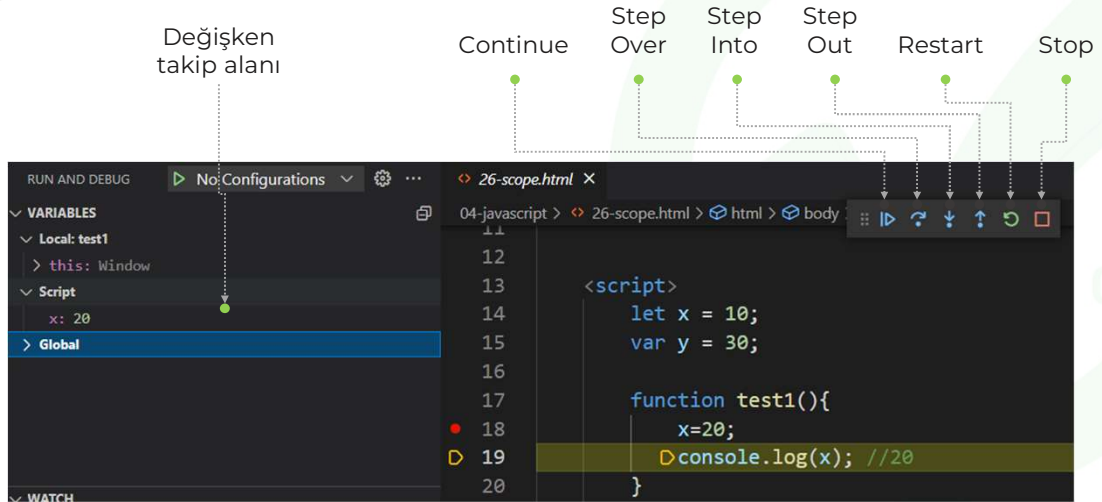 Değişken
takip alanı
Continue
Step
Over
Step
Into
Step
Out
Restart
Stop
RUN AND DEBUG
No Configurations
VARIABLES
Local: test1
this: Window
Script
x: 20
Global
WATCH
26-scope.html
04-javascript > 26-scope.html > html > body
11
12
13 <script>
14 let x = 10;
15 var y = 30;
16
17 function test1(){
18 x=20;
19 console.log(x); //20
20 }